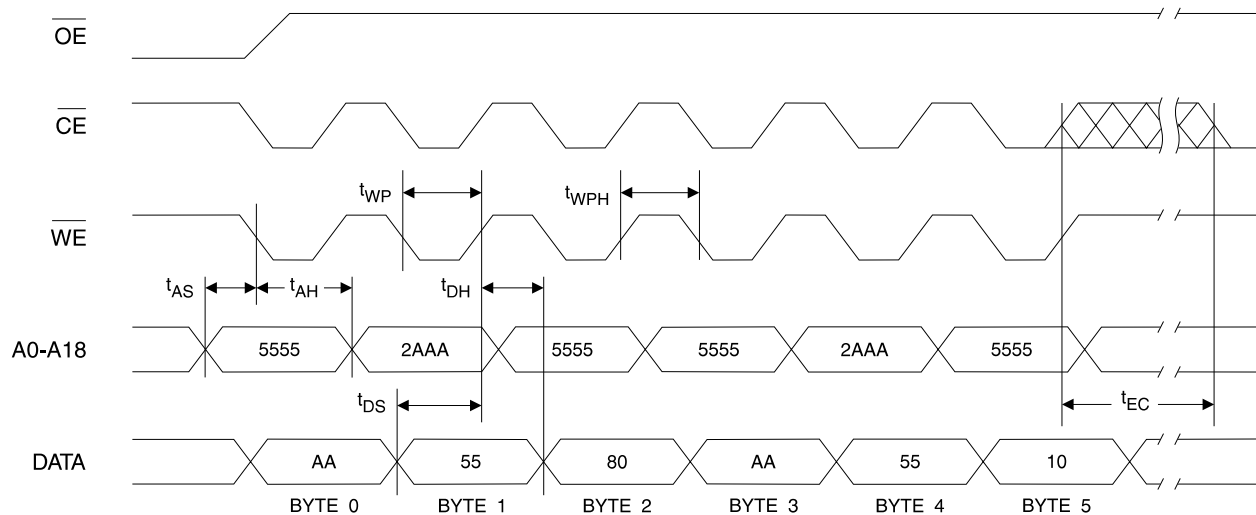 OE
CE
tWP
tWPH
WE
tAS
tAH
tDH
A0-A18
5555
2AAA
5555
5555
2AAA
5555
tDS
tEC
DATA
AA
55
80
AA
55
10
BYTE 0
BYTE 1
BYTE 2
BYTE 3
BYTE 4
BYTE 5